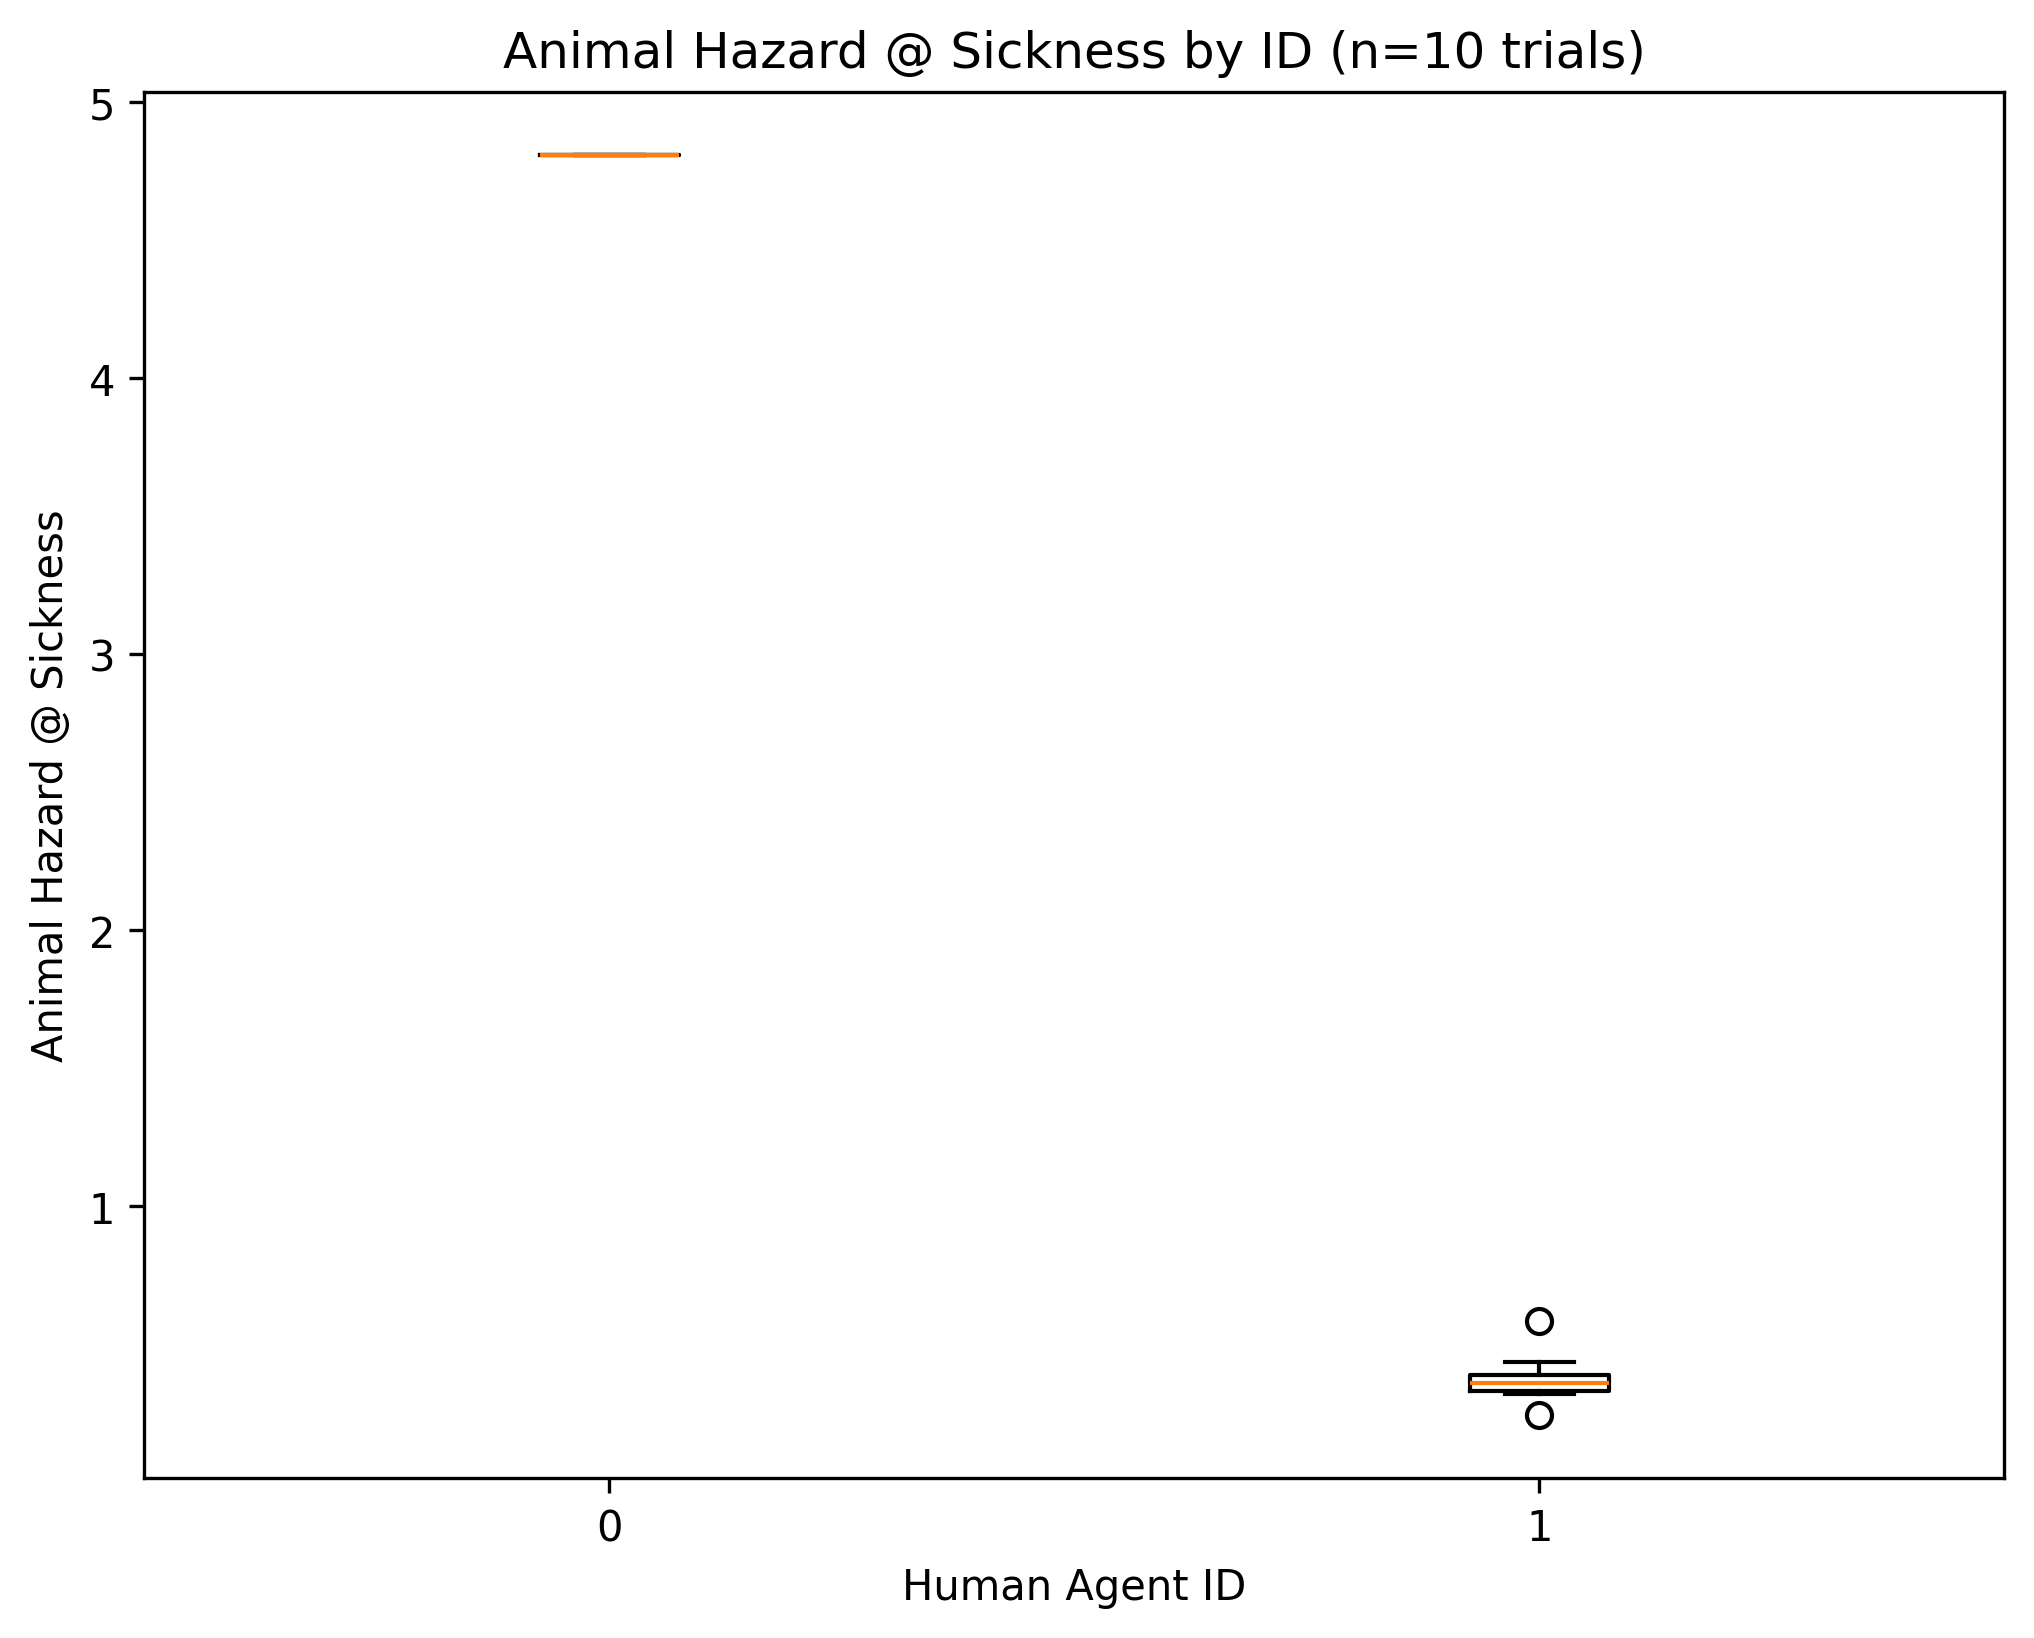 Animal Hazard @ Sickness by ID (n=10 trials)
Animal Hazard @ Sickness
5
4
3
2
1
0
1
Human Agent ID